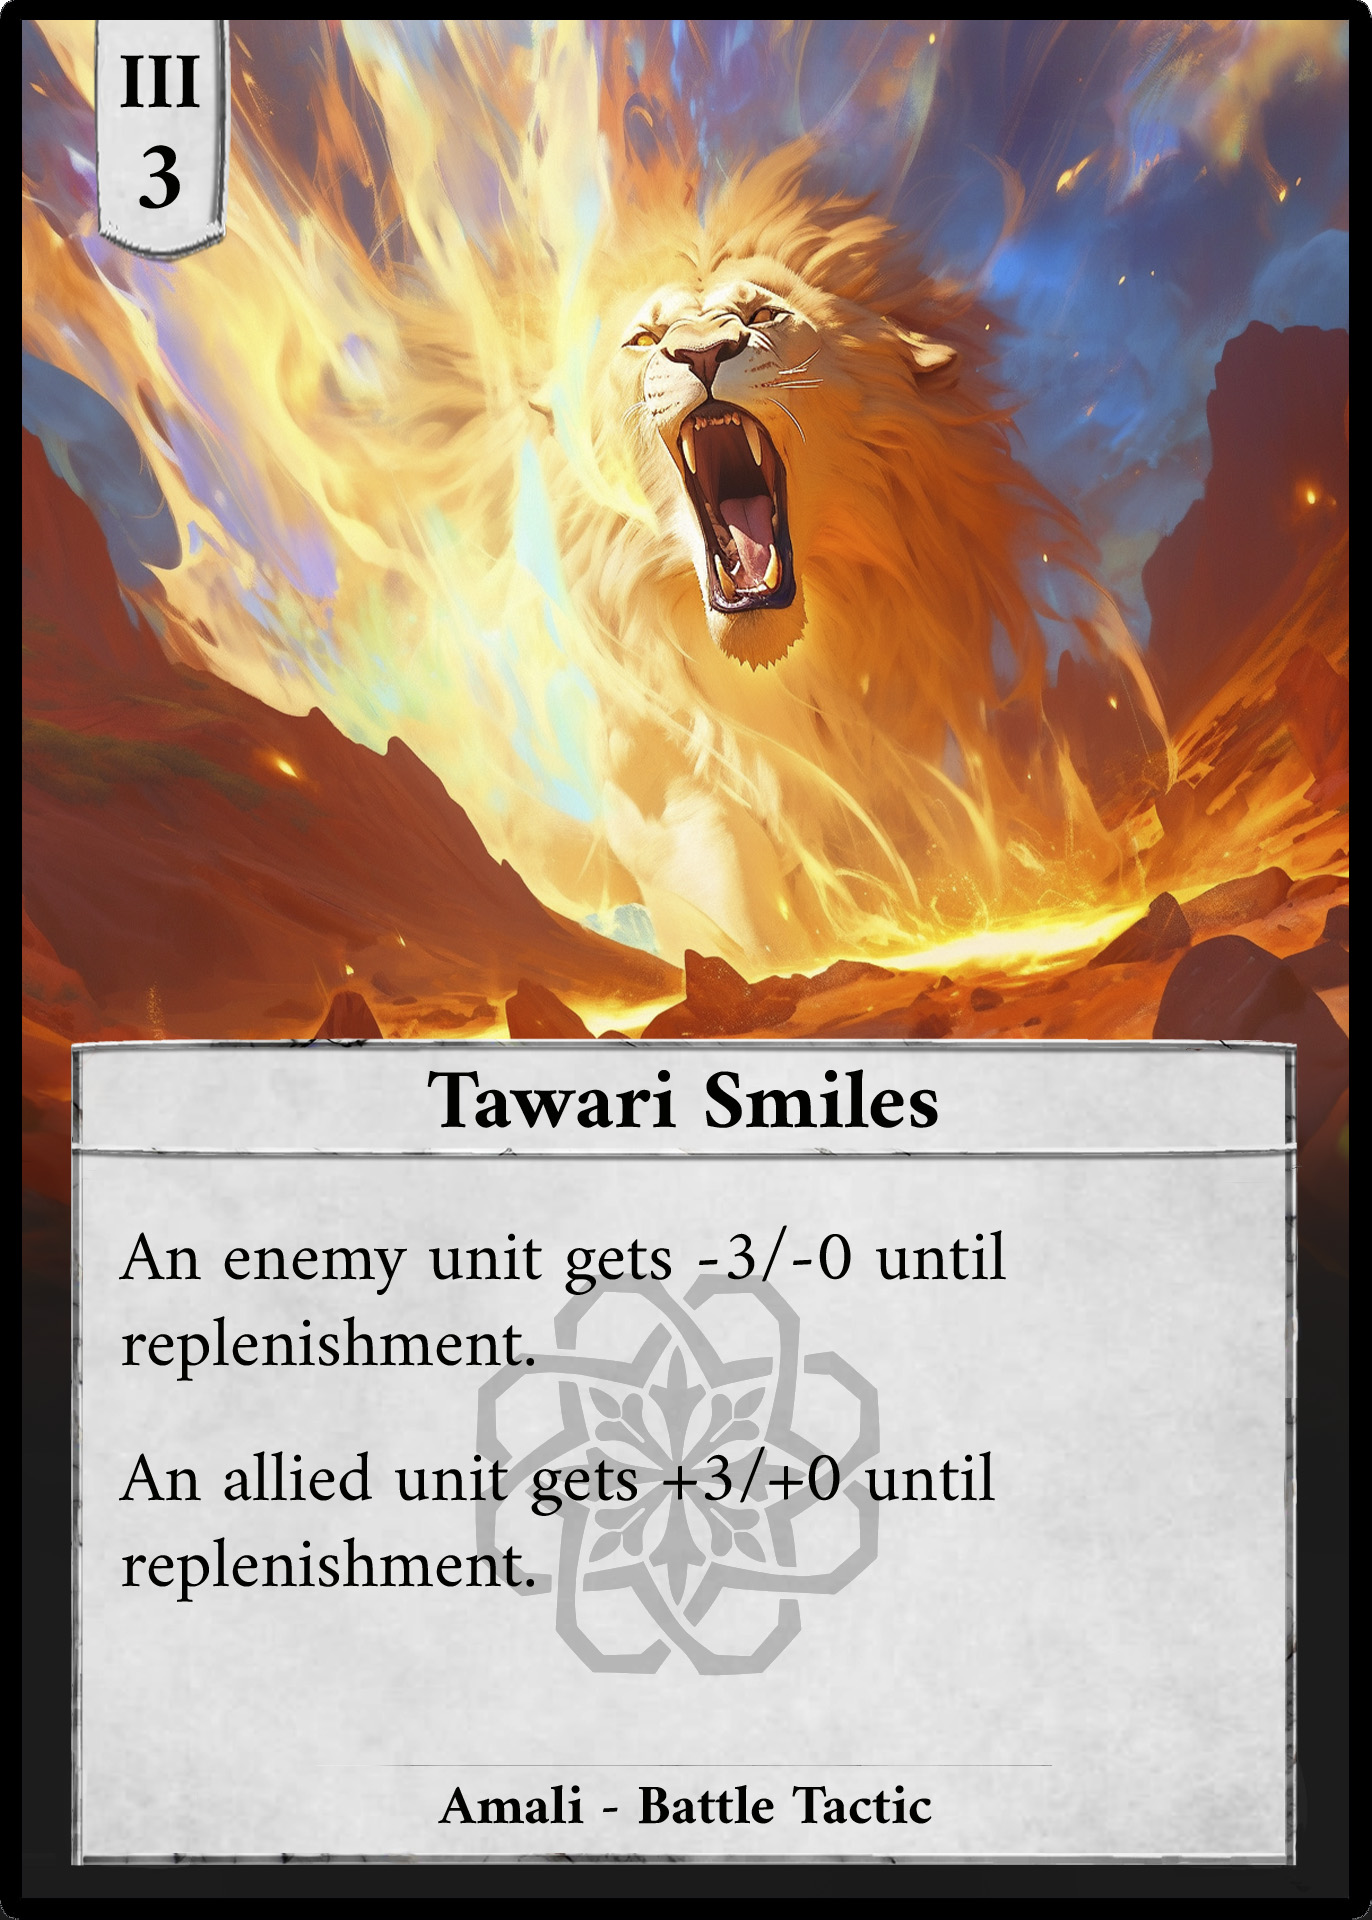 III
3
Tawari Smiles
An enemy unit gets -3/-0 until
replenishment.
An allied unit gets +3/+0 until
replenishment.
Amali - Battle Tactic